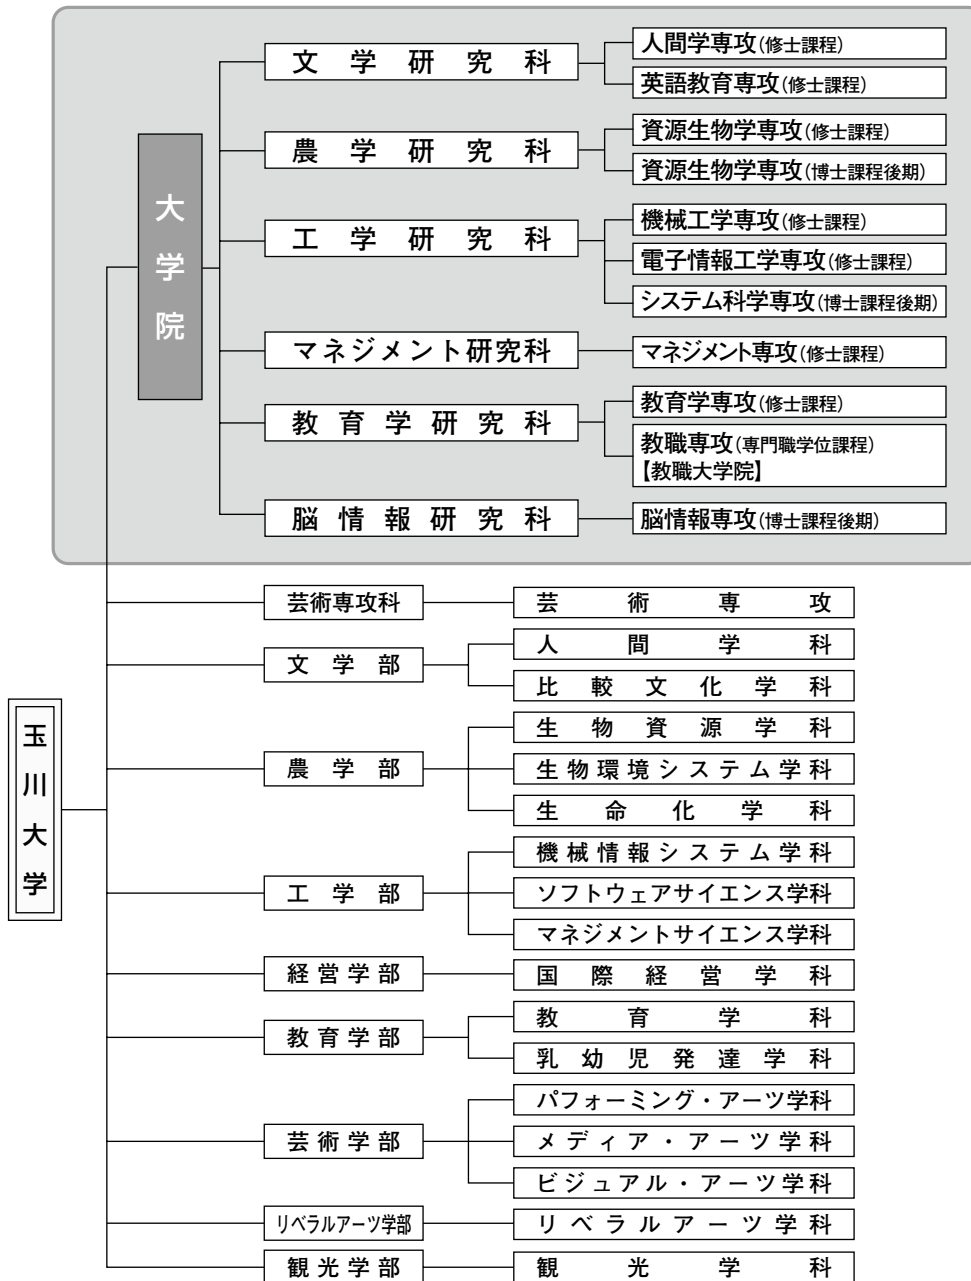 玉川大学
大学院
文学研究科
人間学専攻(修士課程)
英語教育専攻(修士課程)
農学研究科
資源生物学専攻(修士課程)
資源生物学専攻(博士課程後期)
工学研究科
機械工学専攻(修士課程)
電子情報工学専攻(修士課程)
システム科学専攻(博士課程後期)
マネジメント研究科
マネジメント専攻(修士課程)
教育学研究科
教育学専攻(修士課程)
教職専攻(専門職学位課程)
【教職大学院】
脳情報研究科
脳情報専攻(博士課程後期)
芸術専攻科
芸術専攻
文学部
人間学科
比較文化学科
農学部
生物資源学科
生物環境システム学科
生命化学科
工学部
機械情報システム学科
ソフトウェアサイエンス学科
マネジメントサイエンス学科
経営学部
国際経営学科
教育学部
教育学科
乳幼児発達学科
芸術学部
パフォーミング・アーツ学科
メディア・アーツ学科
ビジュアル・アーツ学科
リベラルアーツ学部
リベラルアーツ学科
観光学部
観光学科